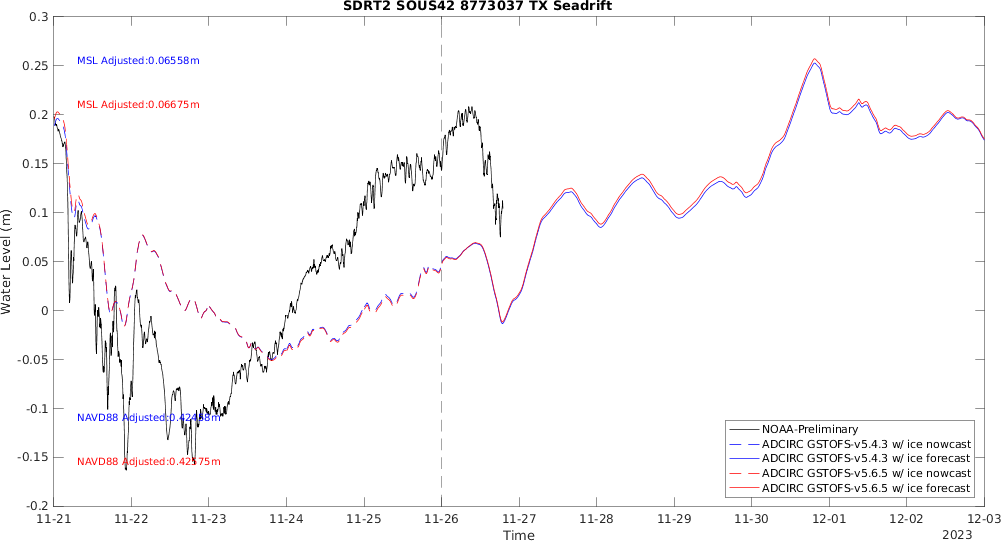 SDRT2 SOUS42 8773037 TX Seadrift
0.3
0.25
0.2
0.15
0.1
0.05
0
-0.05
-0.1
-0.15
-0.2
Water Level (m)
MSL Adjusted:0.06558m
MSL Adjusted:0.06675m
NAVD88 Adjusted:
NAVD88 Adjusted:
NOAA-Preliminary
ADCIRC GSTOFS-v5.4.3 w/ ice nowcast
ADCIRC GSTOFS-v5.4.3 w/ ice forecast
ADCIRC GSTOFS-v5.6.5 w/ ice nowcast
ADCIRC GSTOFS-v5.6.5 w/ ice forecast
11-21
11-22
11-23
11-24
11-25
11-26
11-27
11-28
11-29
11-30
12-01
12-02
12-03
Time
2023